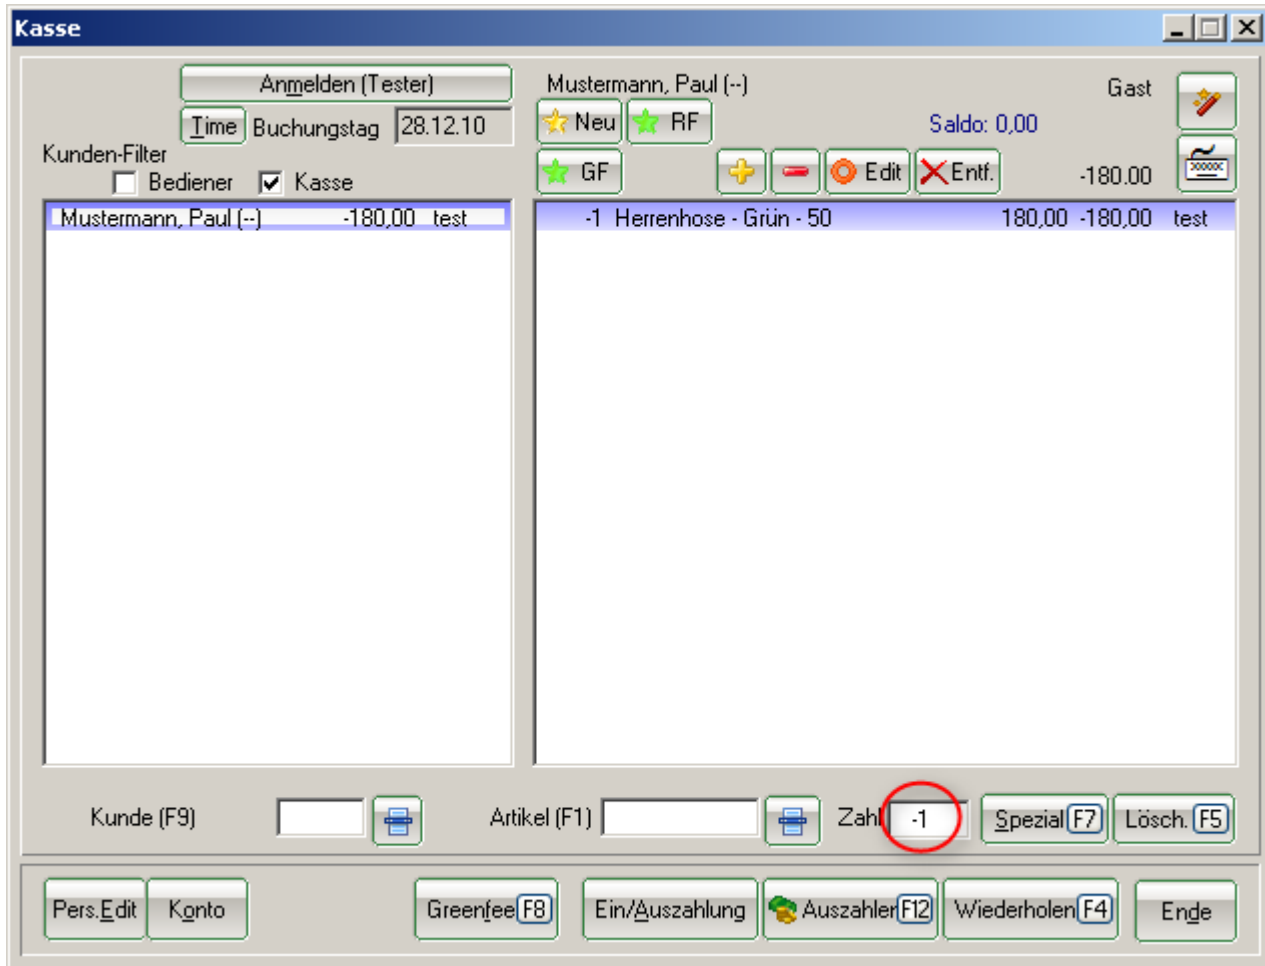 Kasse
Anmelden (Tester)
Time Buchungstag 28.12.10
Kunden-Filter
Bediener Kasse
Mustermann, Paul (--) -180,00 test
Mustermann, Paul (--) Gast
Neu RF Saldo: 0,00
GF Edit Entf. -180.00
-1 Herrenhose - Grün - 50 180,00 -180,00 test
Kunde (F9) Artikel (F1) Zahl -1 Spezial F7 Lösch. F5
Pers.Edit Konto Greenfee F8 Ein/Auszahlung Auszahlen F12 Wiederholen F4 Ende